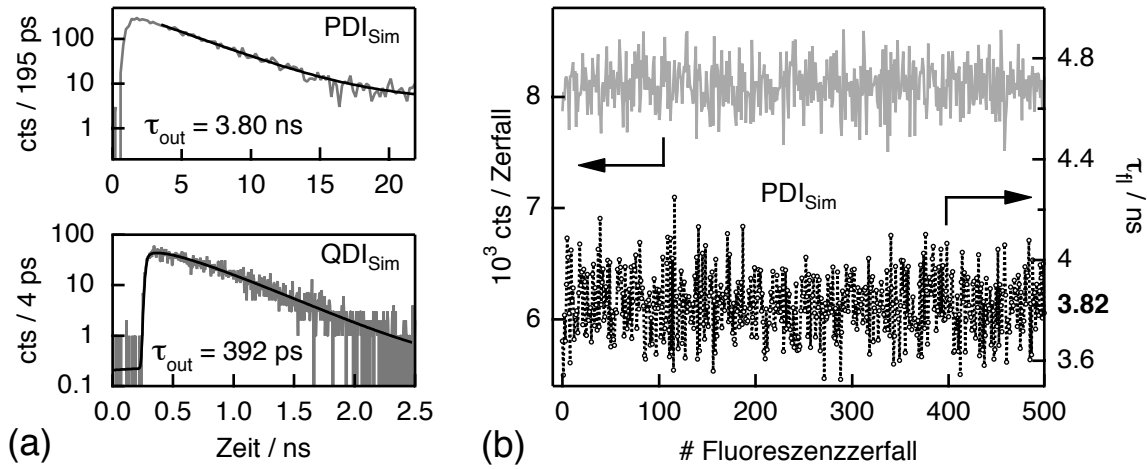 cts / 195 ps
100
10
1
PDI_Sim
τ_out = 3.80 ns
0 5 10 15 20
cts / 4 ps
100
10
1
0.1
QDI_Sim
τ_out = 392 ps
0.0 0.5 1.0 1.5 2.0 2.5
Zeit / ns
(a)
10³ cts / Zerfall
8
7
6
PDI_Sim
4.8
4.4
4
3.82
3.6
τ_fl / ns
0 100 200 300 400 500
# Fluoreszenzzerfall
(b)